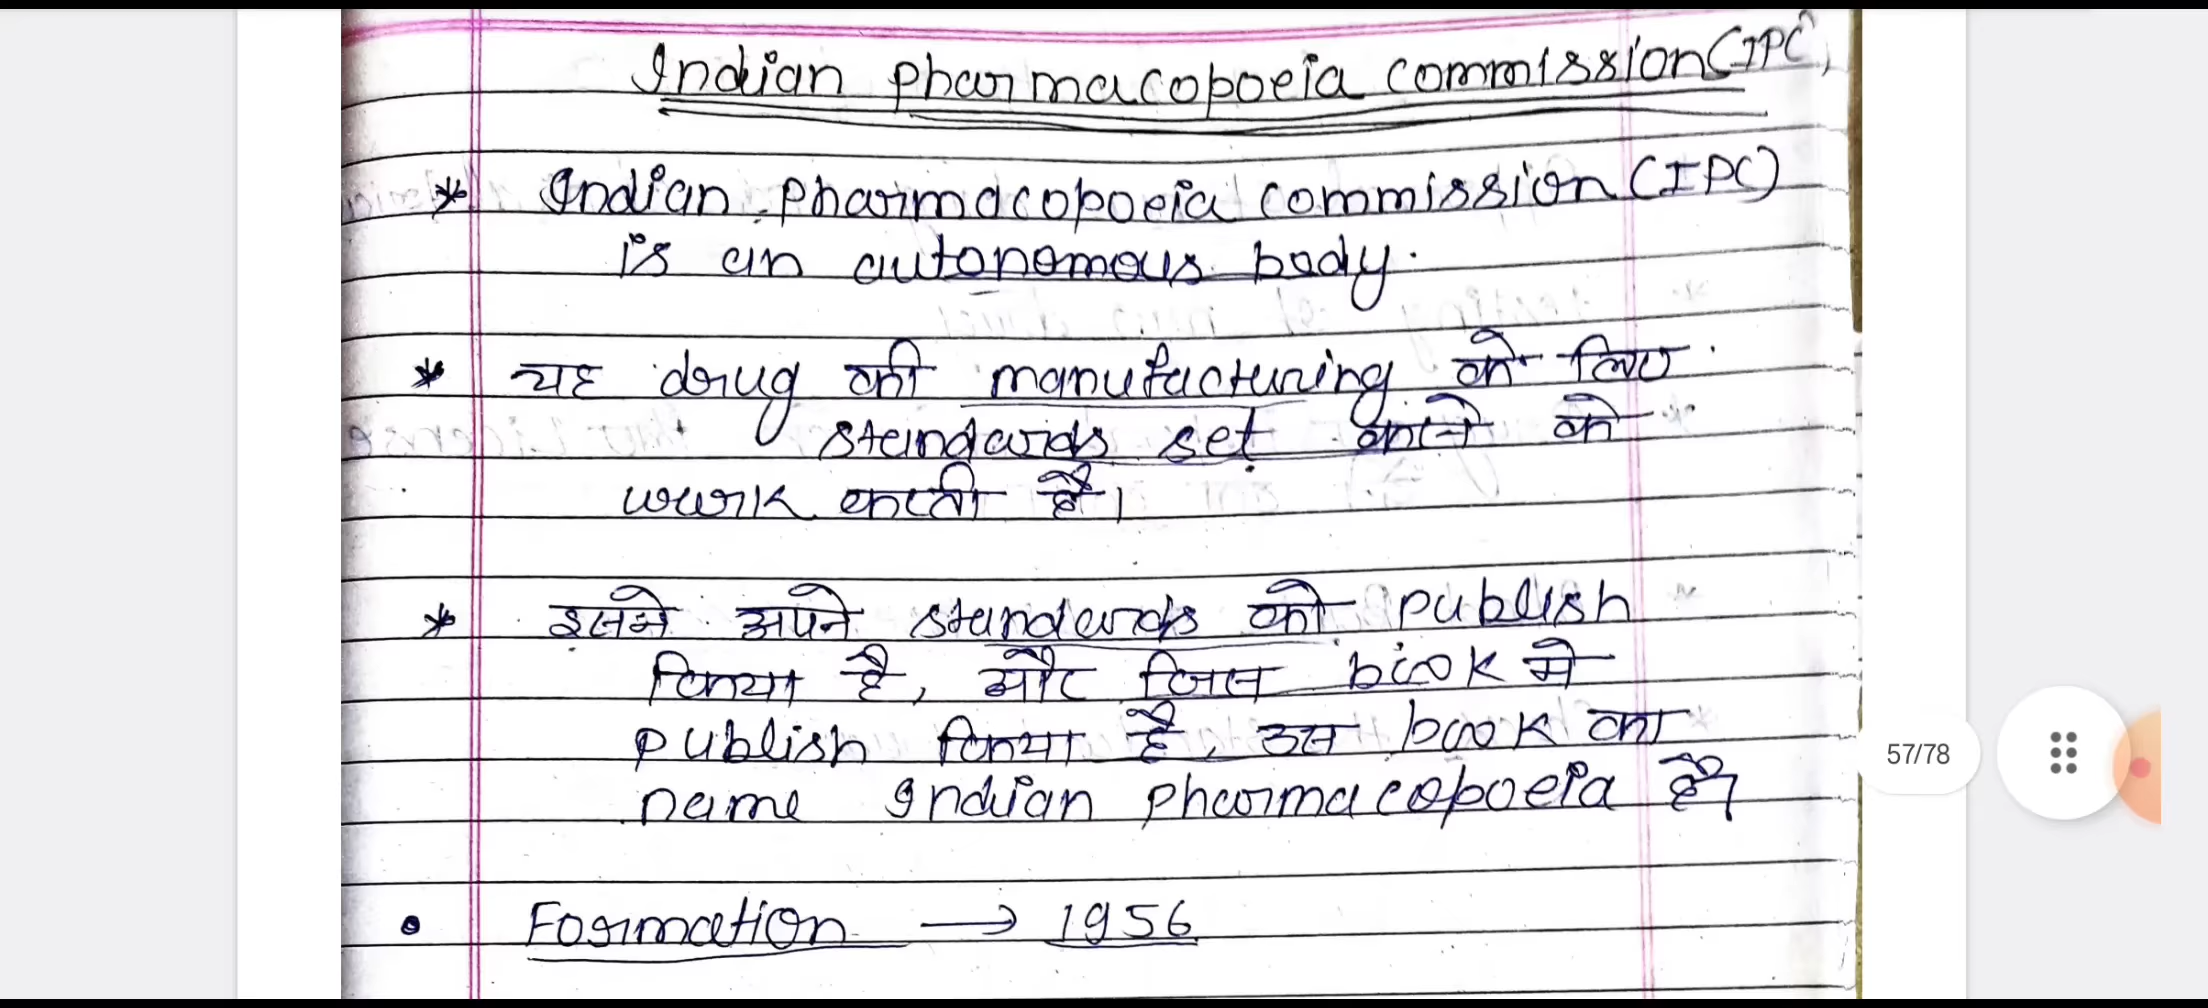 Indian pharmacopoeia commission (IPC)
* Indian pharmacopoeia commission (IPC)
is an autonomous body.
* यह drug की manufacturing के लिए
standards set करने के
work करती है।
* इसने अपने standards को publish
किया है, और जिस book मे
publish किया है, उस book का
name Indian pharmacopoeia है।
57/78
• Formation → 1956